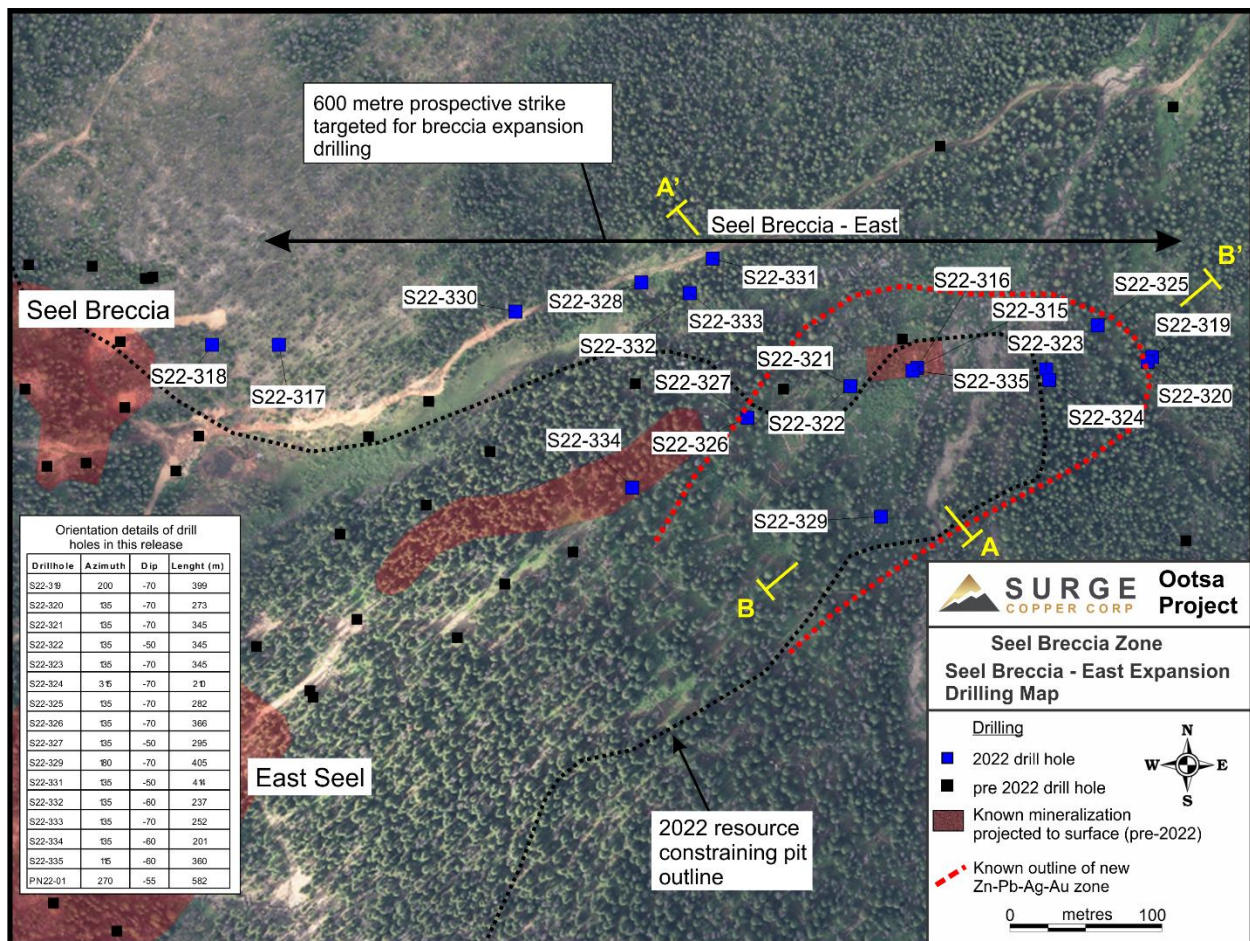 600 metre prospective strike
targeted for breccia expansion
drilling
A'
Seel Breccia - East
B'
S22-325
S22-331
S22-316
S22-330
S22-328
S22-315
S22-319
Seel Breccia
S22-333
S22-323
S22-332
S22-321
S22-318
S22-327
S22-335
S22-320
S22-317
S22-322
S22-324
S22-334
S22-326
S22-329
A
B
Orientation details of drill
holes in this release
Drillhole Azimuth Dip Lenght (m)
S22-319 200 -70 399
S22-320 135 -70 273
S22-321 135 -70 345
S22-322 135 -50 345
S22-323 135 -70 345
S22-324 315 -70 210
S22-325 135 -70 282
S22-326 135 -70 366
S22-327 135 -50 295
S22-329 180 -70 405
S22-331 135 -50 414
S22-332 135 -60 237
S22-333 135 -70 252
S22-334 135 -60 201
S22-335 115 -60 360
PN22-01 270 -55 582
East Seel
2022 resource
constraining pit
outline
SURGE
COPPER CORP
Ootsa
Project
Seel Breccia Zone
Seel Breccia - East Expansion
Drilling Map
Drilling
2022 drill hole
pre 2022 drill hole
Known mineralization
projected to surface (pre-2022)
Known outline of new
Zn-Pb-Ag-Au zone
N
W E
S
0 metres 100